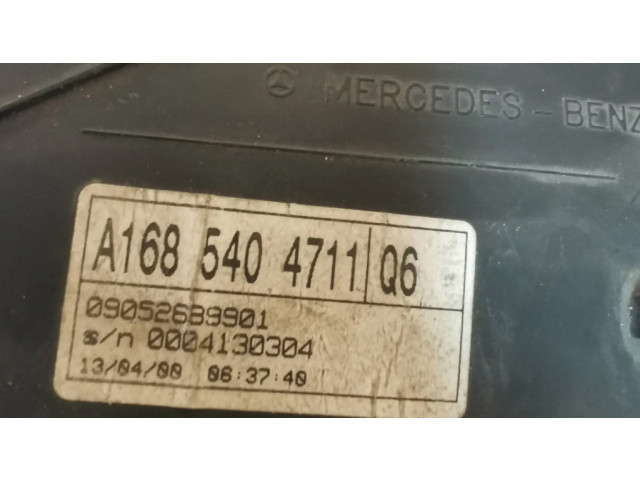 MERCEDES-BENZ
A168 540 4711 Q6
09052689901
s/n 0004130304
13/04/00 06:37:40